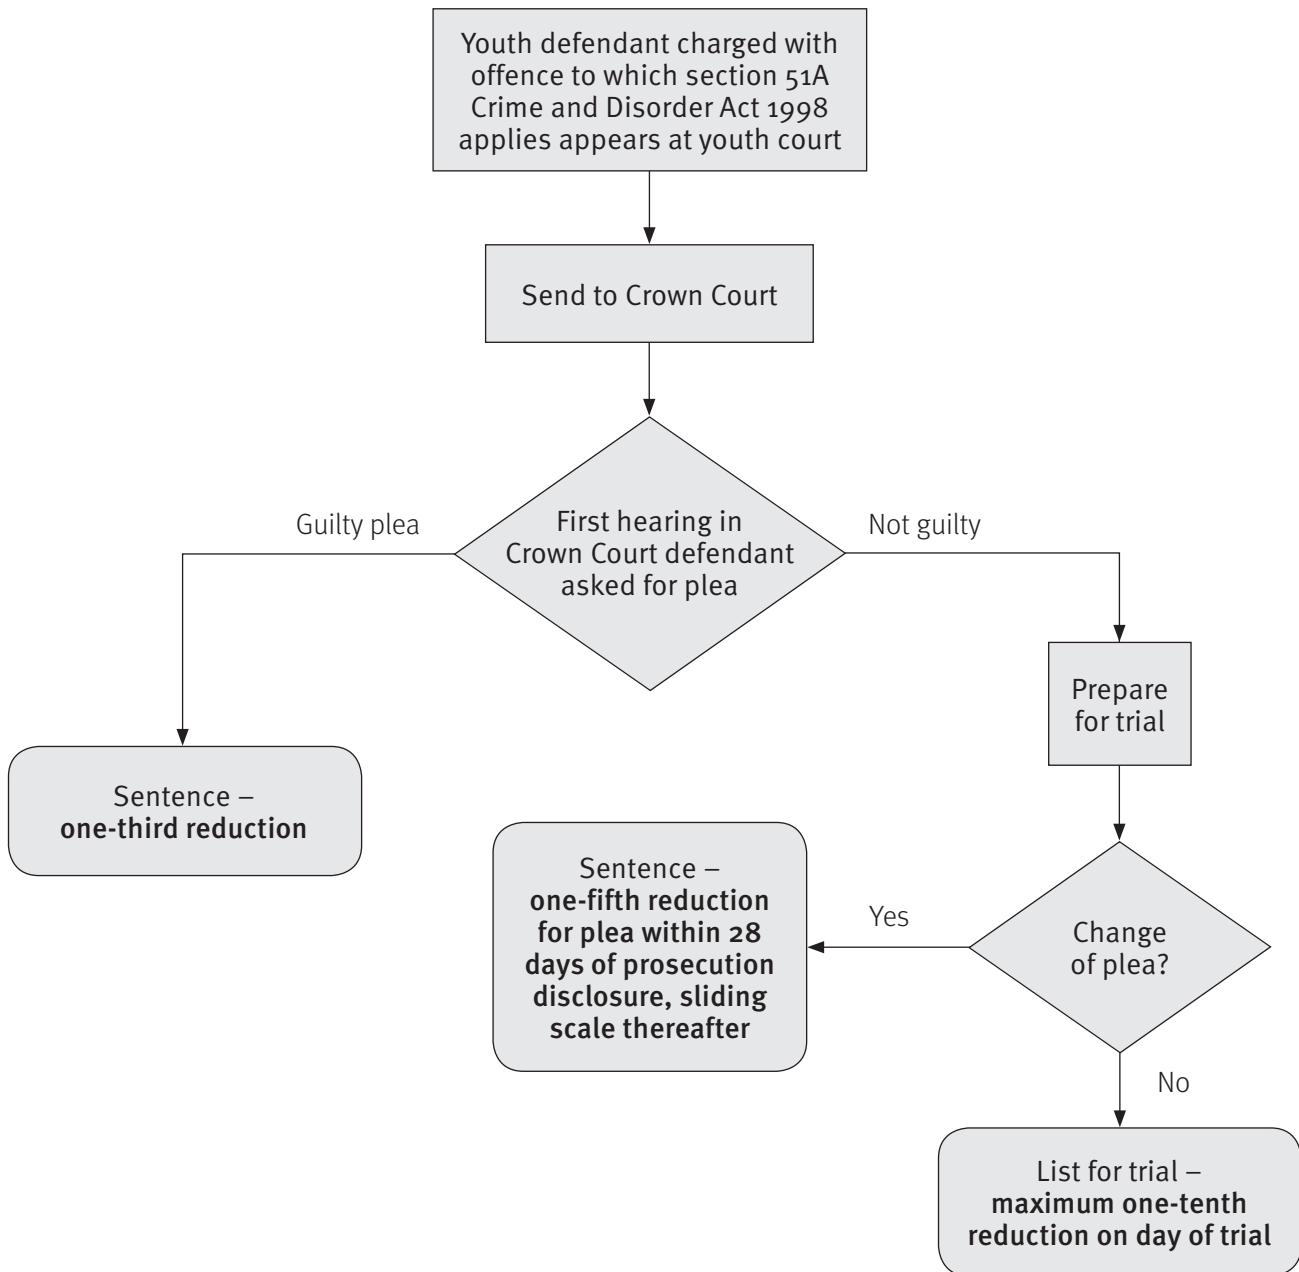 Youth defendant charged with
offence to which section 51A
Crime and Disorder Act 1998
applies appears at youth court
Send to Crown Court
First hearing in
Crown Court defendant
asked for plea
Guilty plea
Not guilty
Sentence –
one-third reduction
Prepare
for trial
Change
of plea?
Yes
Sentence –
one-fifth reduction
for plea within 28
days of prosecution
disclosure, sliding
scale thereafter
No
List for trial –
maximum one-tenth
reduction on day of trial